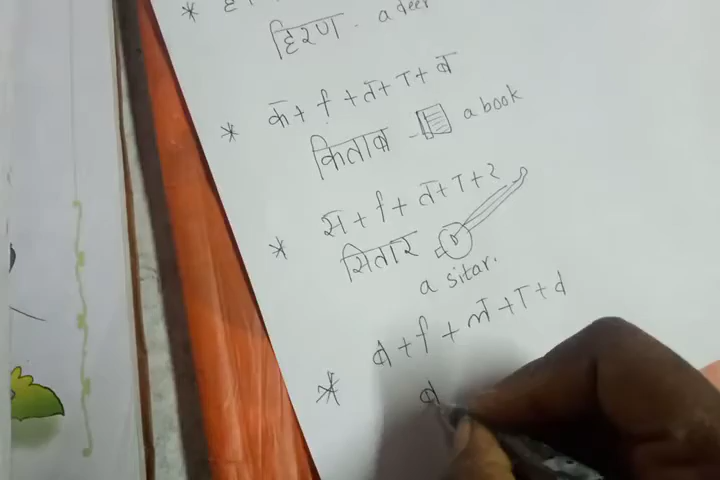 हिरण - a deer
* क + ि + त + ा + ब
किताब - a book
* स + ि + त + ा + र
सितार
a sitar.
* ब + ि + ल + ा + व
ब